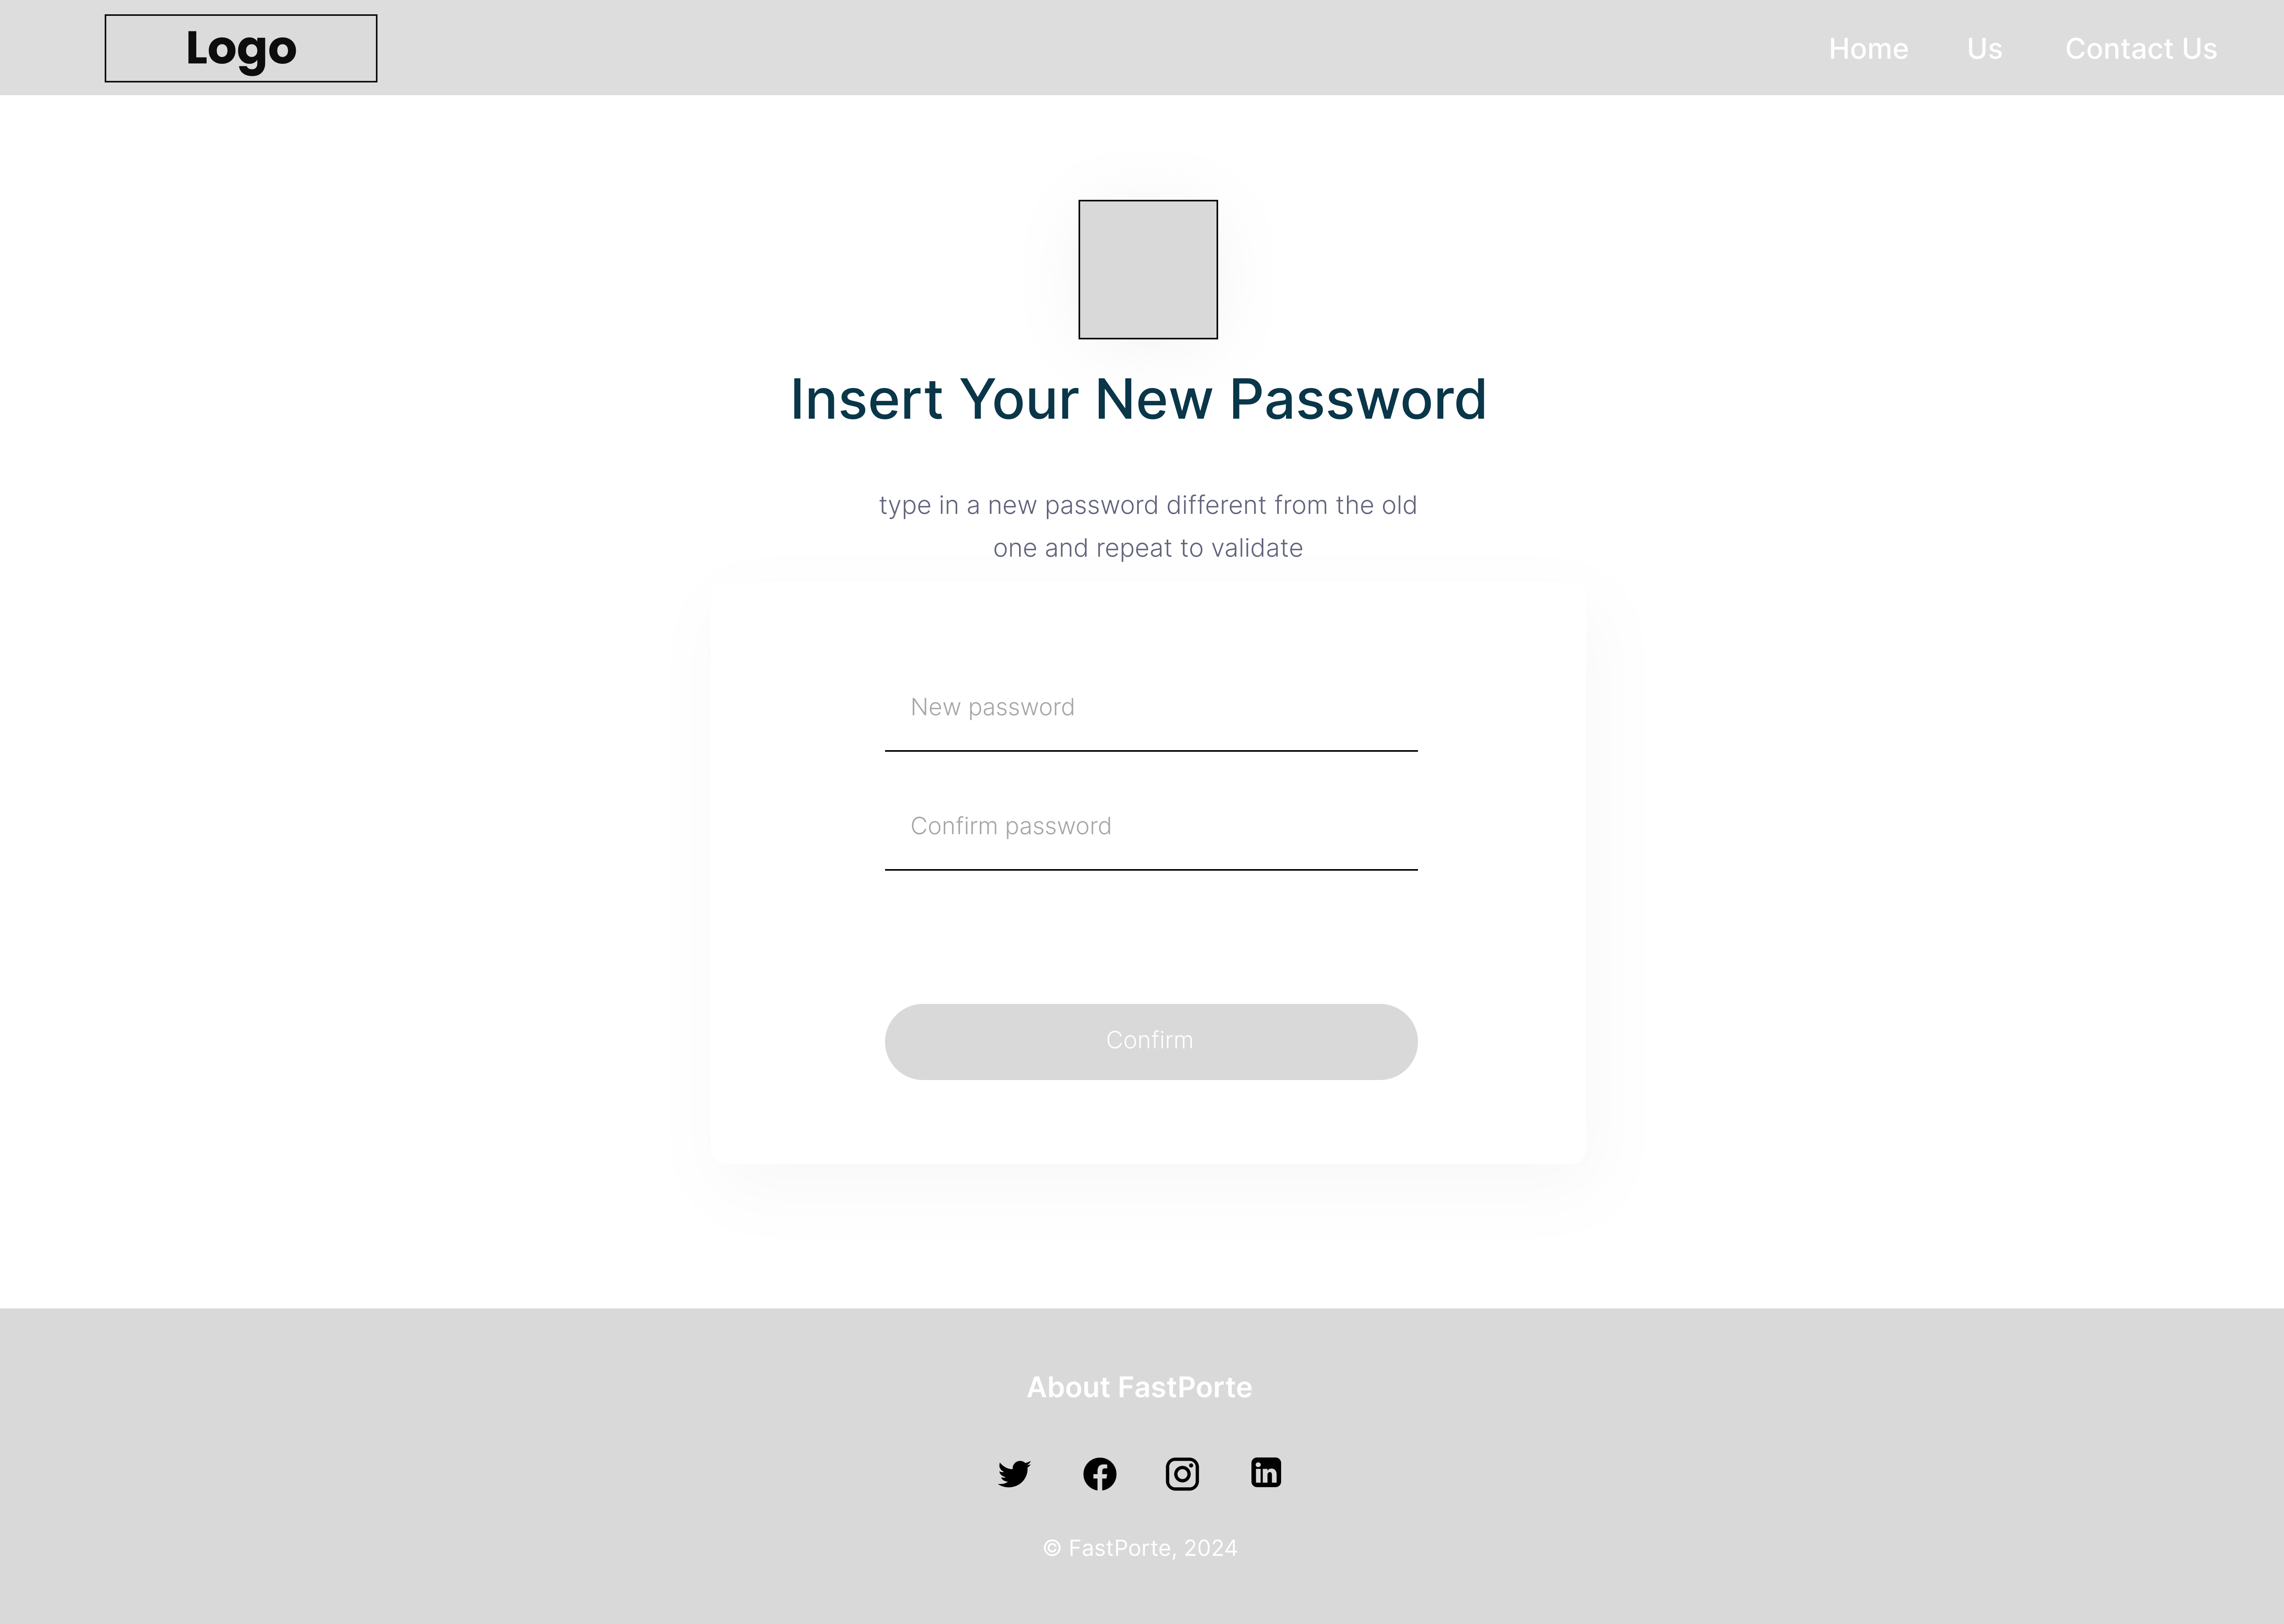 Logo
Home Us Contact Us
Insert Your New Password
type in a new password different from the old
one and repeat to validate
New password
Confirm password
Confirm
About FastPorte
© FastPorte, 2024